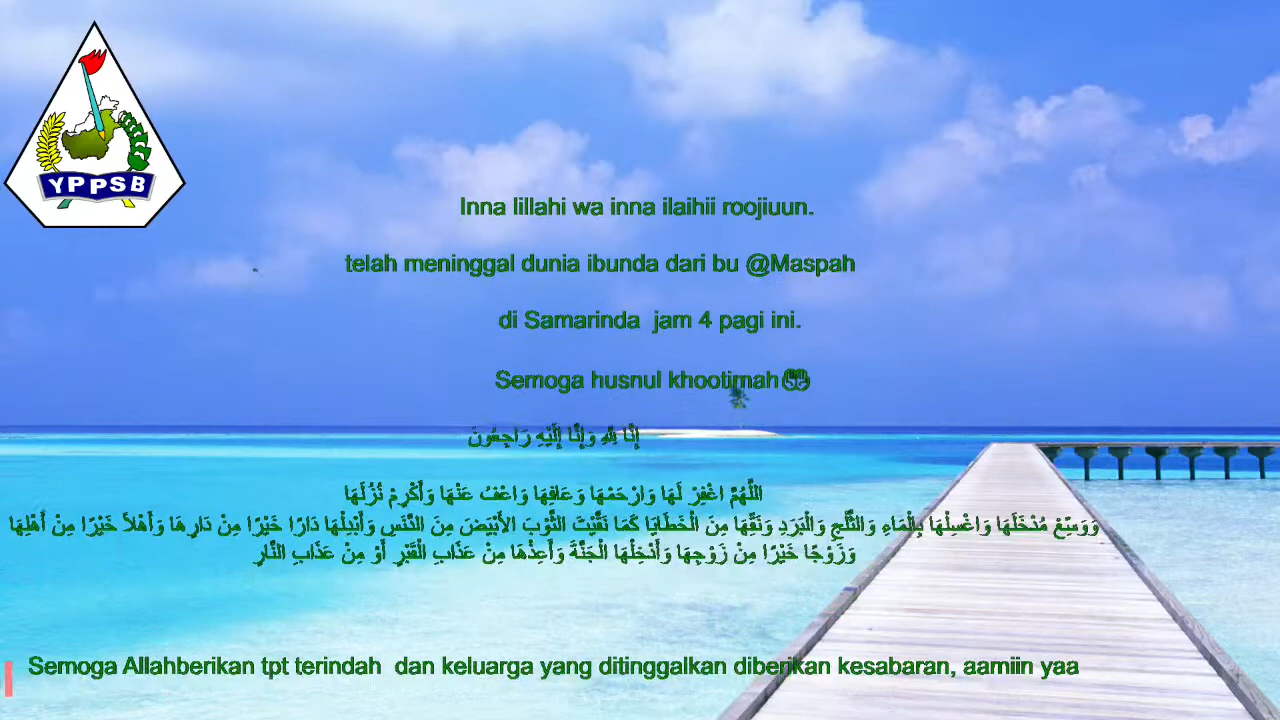 YPPSB
Inna lillahi wa inna ilaihii roojiuun.
telah meninggal dunia ibunda dari bu @Maspah
di Samarinda jam 4 pagi ini.
Semoga husnul khootimah
إِنَّا لِلَّهِ وَإِنَّا إِلَيْهِ رَاجِعُونَ
اللَّهُمَّ اغْفِرْ لَهَا وَارْحَمْهَا وَعَافِهَا وَاعْفُ عَنْهَا وَأَكْرِمْ نُزُلَهَا
وَوَسِّعْ مُدْخَلَهَا وَاغْسِلْهَا بِالْمَاءِ وَالثَّلْجِ وَالْبَرَدِ وَنَقِّهَا مِنَ الْخَطَايَا كَمَا نَقَّيْتَ الثَّوْبَ الأَبْيَضَ مِنَ الدَّنَسِ وَأَبْدِلْهَا دَارًا خَيْرًا مِنْ دَارِهَا وَأَهْلاً خَيْرًا مِنْ أَهْلِهَا
وَزَوْجًا خَيْرًا مِنْ زَوْجِهَا وَأَدْخِلْهَا الْجَنَّةَ وَأَعِذْهَا مِنْ عَذَابِ الْقَبْرِ أَوْ مِنْ عَذَابِ النَّارِ
Semoga Allahberikan tpt terindah dan keluarga yang ditinggalkan diberikan kesabaran, aamiin yaa